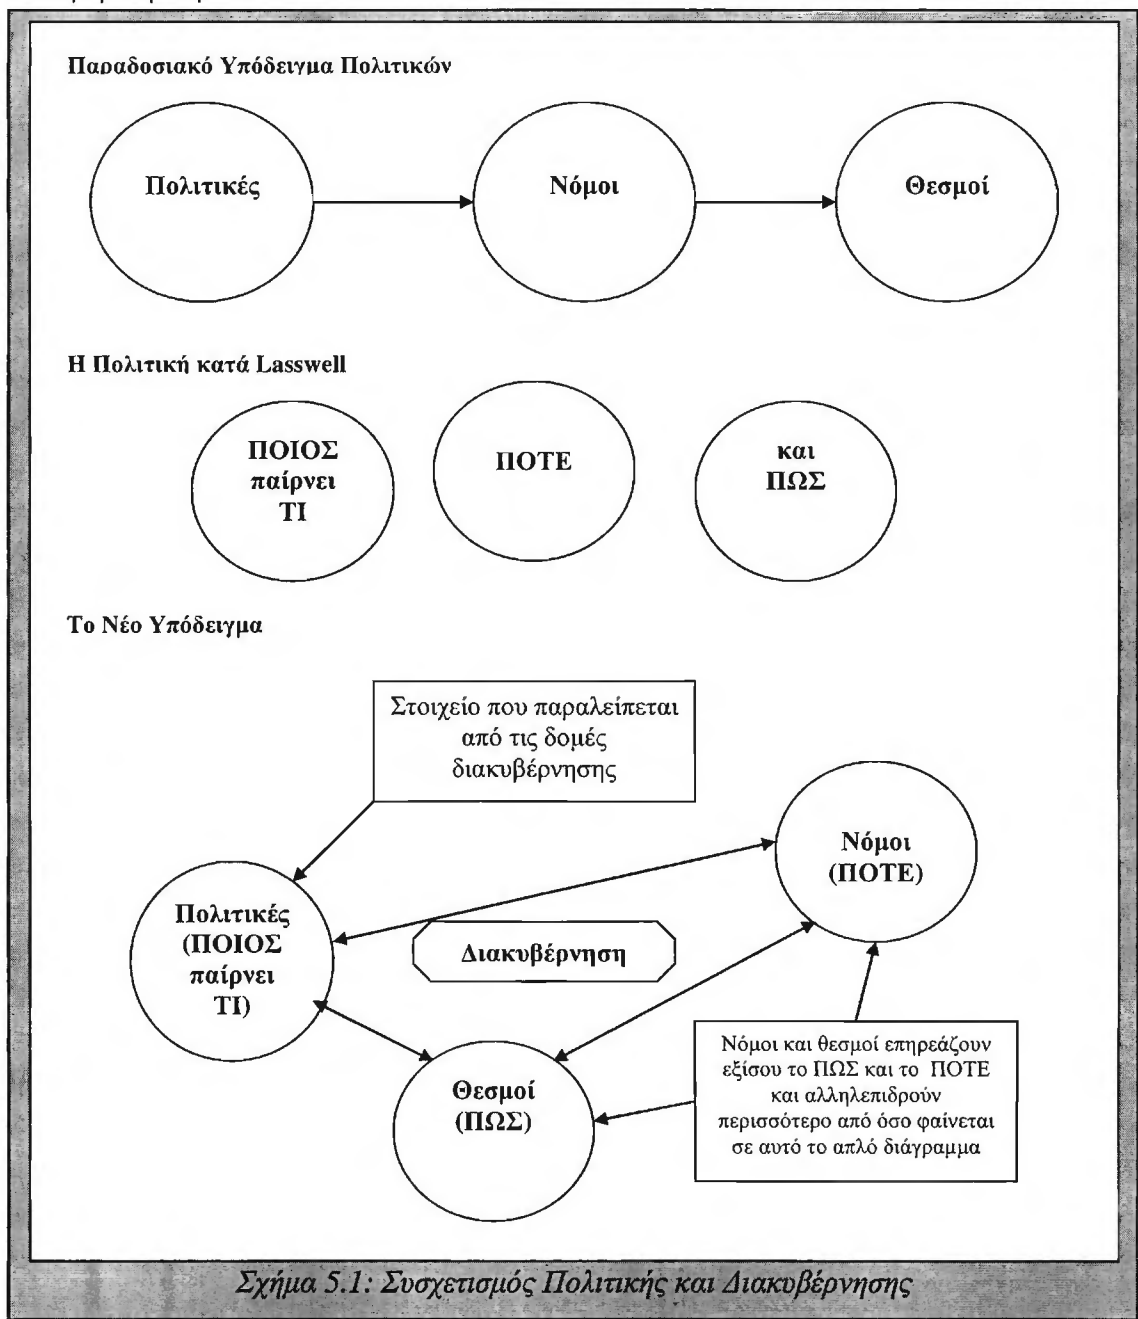 Παραδοσιακό Υπόδειγμα Πολιτικών
Πολιτικές
Νόμοι
Θεσμοί
Η Πολιτική κατά Lasswell
ΠΟΙΟΣ
παίρνει
ΤΙ
ΠΟΤΕ
και
ΠΩΣ
Το Νέο Υπόδειγμα
Στοιχείο που παραλείπεται
από τις δομές
διακυβέρνησης
Νόμοι
(ΠΟΤΕ)
Πολιτικές
(ΠΟΙΟΣ
παίρνει
ΤΙ)
Διακυβέρνηση
Θεσμοί
(ΠΩΣ)
Νόμοι και θεσμοί επηρεάζουν
εξίσου το ΠΩΣ και το ΠΟΤΕ
και αλληλεπιδρούν
περισσότερο από όσο φαίνεται
σε αυτό το απλό διάγραμμα
Σχήμα 5.1: Συσχετισμός Πολιτικής και Διακυβέρνησης